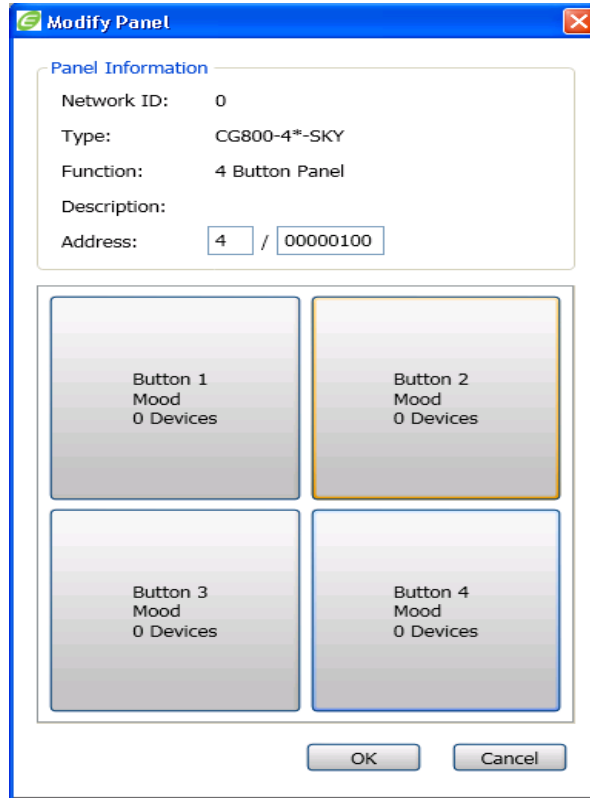 Modify Panel
Panel Information
Network ID: 0
Type: CG800-4*-SKY
Function: 4 Button Panel
Description:
Address: 4 / 00000100
Button 1
Mood
0 Devices
Button 2
Mood
0 Devices
Button 3
Mood
0 Devices
Button 4
Mood
0 Devices
OK Cancel